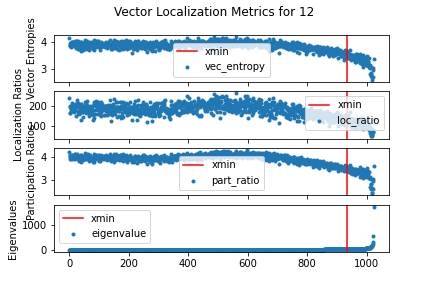 Vector Localization Metrics for 12
Vector Entropies
4
3
xmin
vec_entropy
Localization Ratios
200
100
xmin
loc_ratio
Participation Ratios
4
3
xmin
part_ratio
Eigenvalues
1000
0
xmin
eigenvalue
0 200 400 600 800 1000